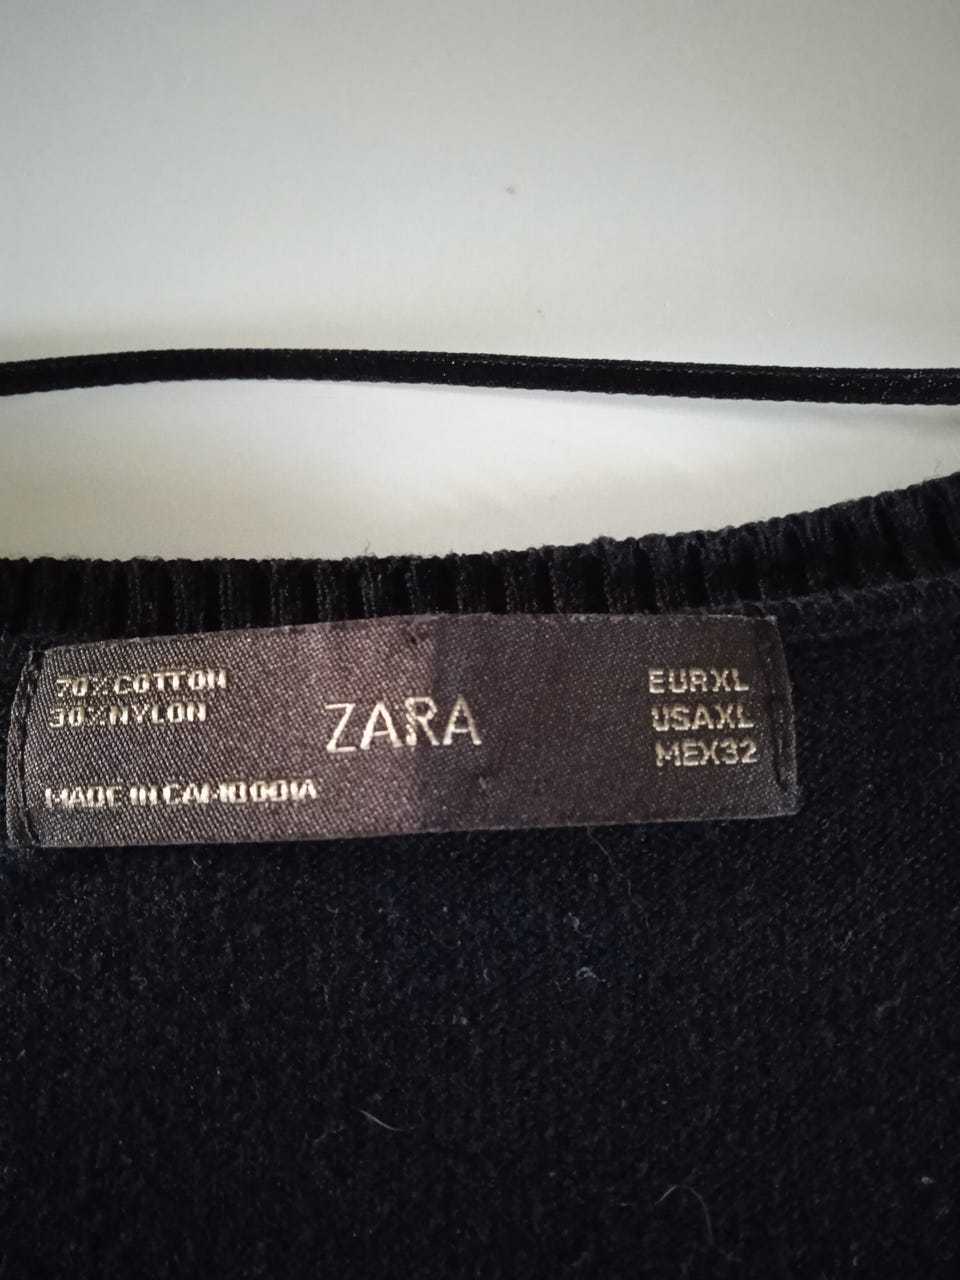 70% COTTON
30% NYLON
MADE IN CAMBODIA
ZARA
EUR XL
USA XL
MEX 32